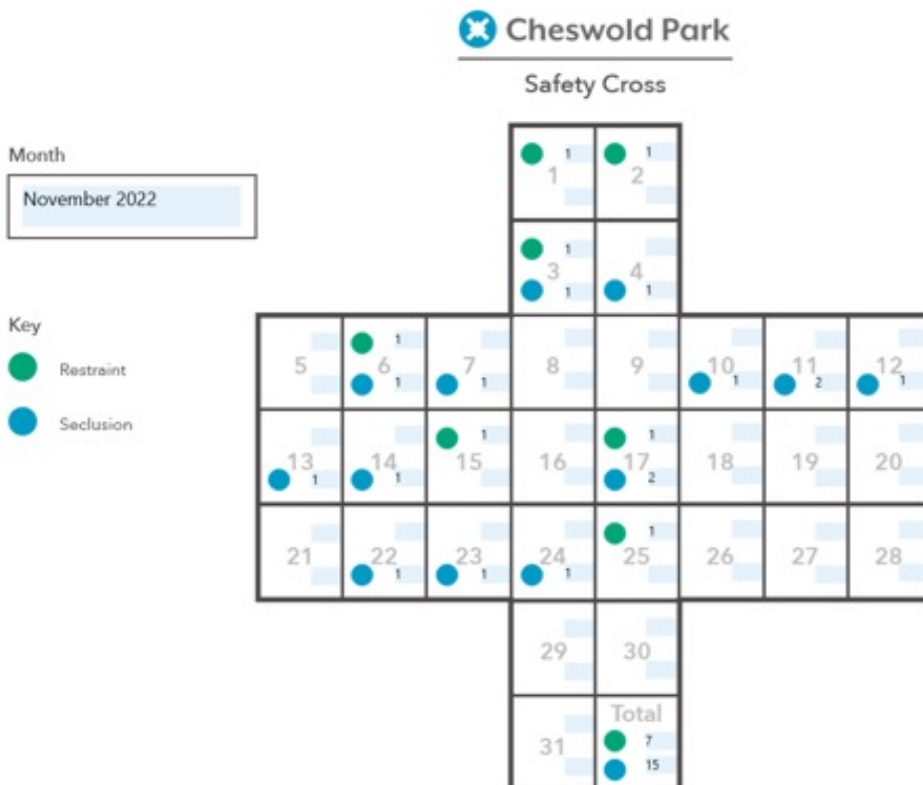 Cheswold Park
Safety Cross
Month
November 2022
Key
Restraint
Seclusion
1 1
1 2
1 3 1
4 1
5
1 6 1
7 1
8
9
10 1
11 2
12 1
13 1
14 1
1 15
16
1 17 2
18
19
20
21
22 1
23 1
24 1
1 25
26
27
28
29
30
31
Total
7
15